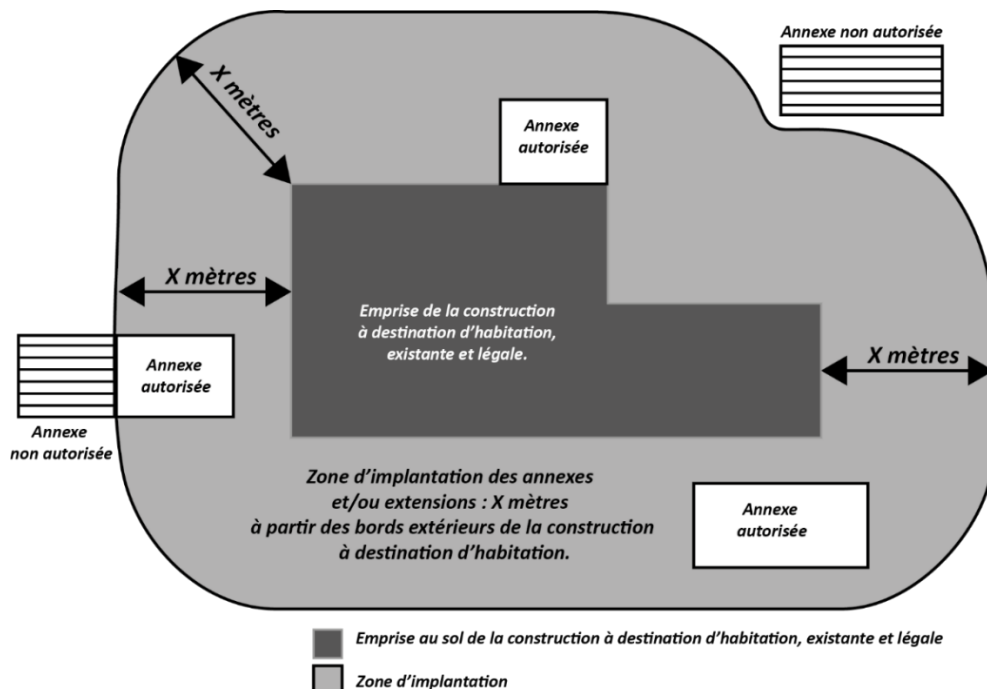 Annexe non autorisée
X mètres
Annexe
autorisée
X mètres
Emprise de la construction
à destination d'habitation,
existante et légale.
X mètres
Annexe
autorisée
Annexe
non autorisée
Zone d'implantation des annexes
et/ou extensions : X mètres
à partir des bords extérieurs de la construction
à destination d'habitation.
Annexe
autorisée
Emprise au sol de la construction à destination d'habitation, existante et légale
Zone d'implantation